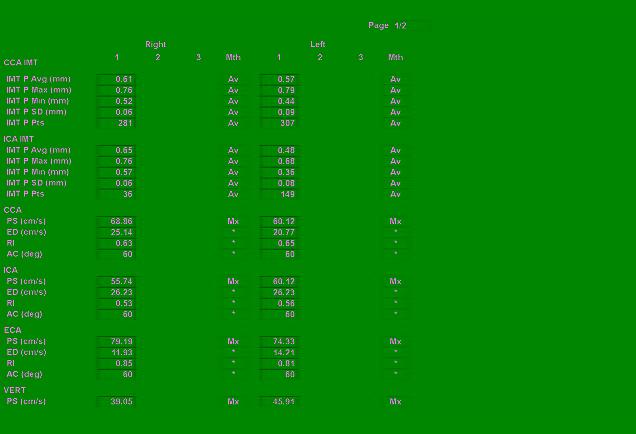 Page 1/2
Right Left
1 2 3 Mth 1 2 3 Mth
CCA IMT
IMT P Avg (mm) 0.61 Av 0.57 Av
IMT P Max (mm) 0.76 Av 0.79 Av
IMT P Min (mm) 0.52 Av 0.44 Av
IMT P SD (mm) 0.06 Av 0.09 Av
IMT P Pts 281 Av 307 Av
ICA IMT
IMT P Avg (mm) 0.65 Av 0.48 Av
IMT P Max (mm) 0.76 Av 0.68 Av
IMT P Min (mm) 0.57 Av 0.36 Av
IMT P SD (mm) 0.06 Av 0.08 Av
IMT P Pts 36 Av 149 Av
CCA
PS (cm/s) 68.86 Mx 60.12 Mx
ED (cm/s) 25.14 * 20.77 *
RI 0.63 * 0.65 *
AC (deg) 60 * 60 *
ICA
PS (cm/s) 55.74 Mx 60.12 Mx
ED (cm/s) 26.23 * 26.23 *
RI 0.53 * 0.56 *
AC (deg) 60 * 60 *
ECA
PS (cm/s) 79.19 Mx 74.33 Mx
ED (cm/s) 11.93 * 14.21 *
RI 0.85 * 0.81 *
AC (deg) 60 * 60 *
VERT
PS (cm/s) 39.05 Mx 45.91 Mx